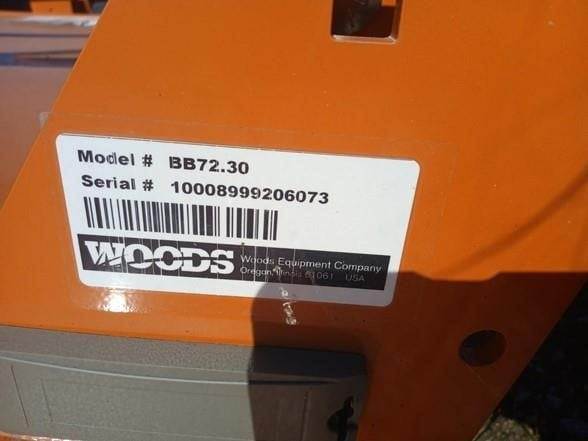 Model # BB72.30
Serial # 10008999206073
WOODS
Woods Equipment Company
Oregon, Illinois 61061 USA